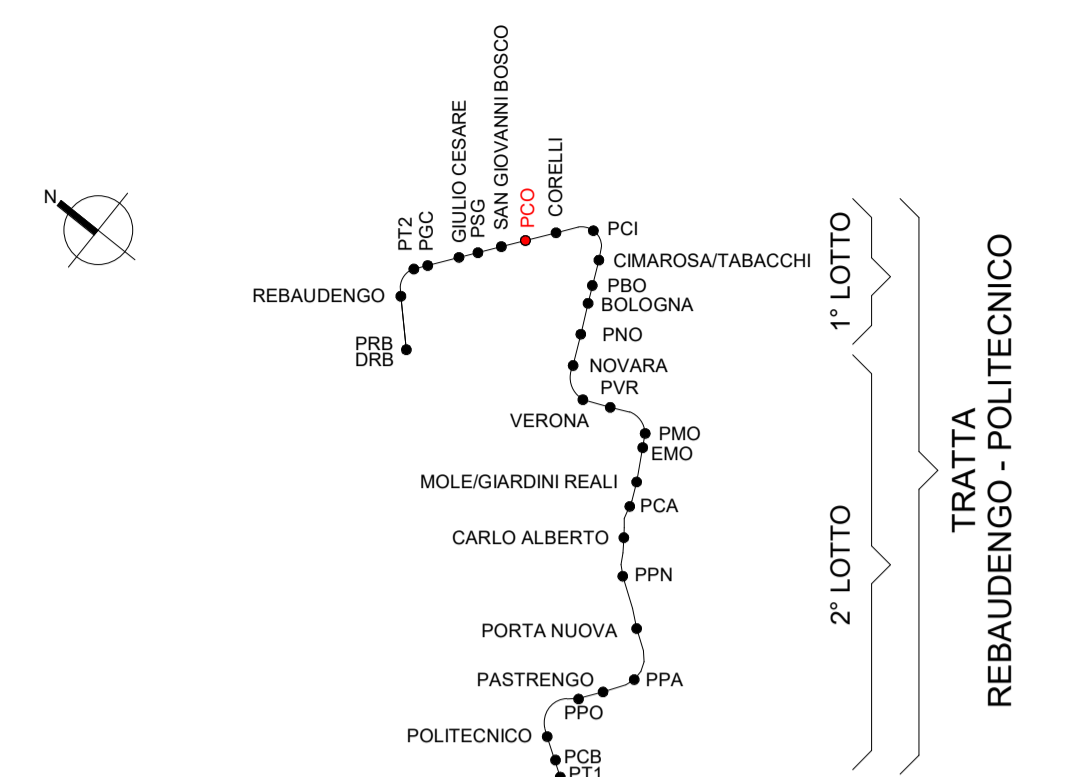 N
PT2
PGC
GIULIO CESARE
PSG
SAN GIOVANNI BOSCO
PCO
CORELLI
PCI
CIMAROSA/TABACCHI
REBAUDENGO
PBO
BOLOGNA
PNO
PRB
DRB
NOVARA
PVR
VERONA
PMO
EMO
MOLE/GIARDINI REALI
PCA
CARLO ALBERTO
PPN
PORTA NUOVA
PASTRENGO
PPA
PPO
POLITECNICO
PCB
PT1
1° LOTTO
2° LOTTO
TRATTA
REBAUDENGO - POLITECNICO